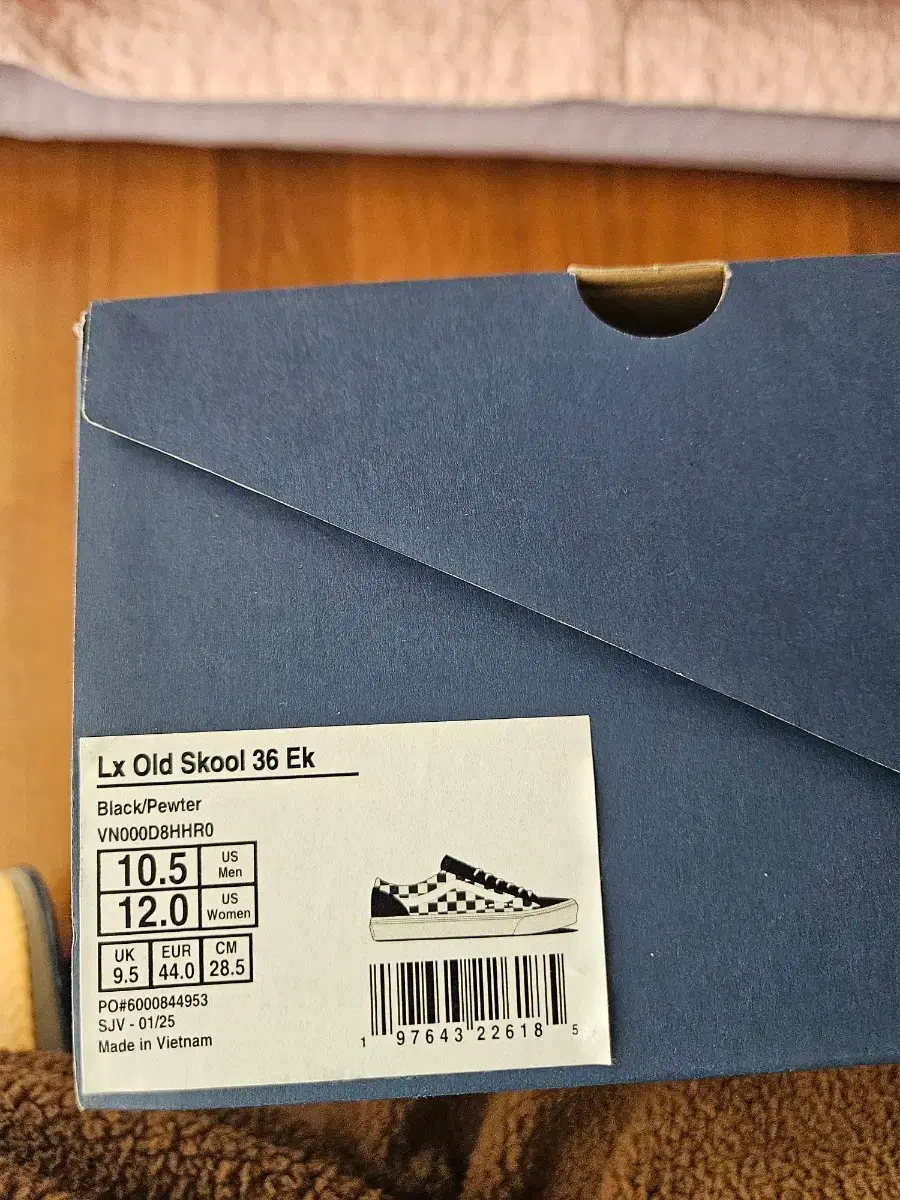 Lx Old Skool 36 Ek
Black/Pewter
VN000D8HHR0
10.5 US Men
12.0 US Women
UK 9.5 EUR 44.0 CM 28.5
PO#6000844953
SJV - 01/25
Made in Vietnam
1 97643 22618 5